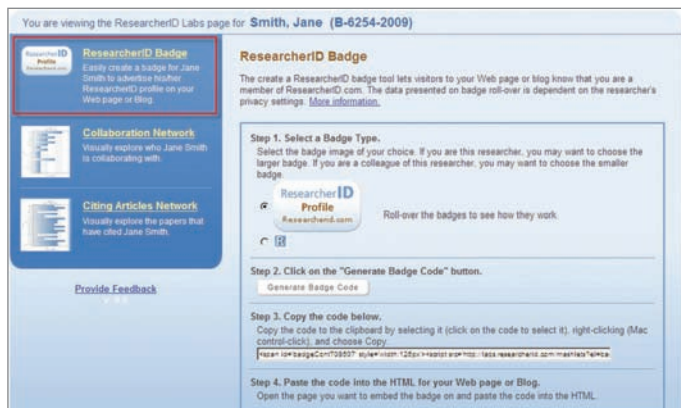 You are viewing the ResearcherID Labs page for Smith, Jane (B-6254-2009)
ResearcherID
Profile
Researcherid.com
ResearcherID Badge
Easily create a badge for Jane
Smith to advertise his/her
ResearcherID profile on your
Web page or Blog.
Collaboration Network
Visually explore who Jane Smith
is collaborating with.
Citing Articles Network
Visually explore the papers that
have cited Jane Smith.
Provide Feedback
ResearcherID Badge
The create a ResearcherID badge tool lets visitors to your Web page or blog know that you are a
member of ResearcherID.com. The data presented on badge roll-over is dependent on the researcher's
privacy settings. More information.
Step 1. Select a Badge Type.
Select the badge image of your choice. If you are this researcher, you may want to choose the
larger badge. If you are a colleague of this researcher, you may want to choose the smaller
badge.
ResearcherID
Profile
Researcherid.com
Roll-over the badges to see how they work.
Step 2. Click on the "Generate Badge Code" button.
Generate Badge Code
Step 3. Copy the code below.
Copy the code to the clipboard by selecting it (click on the code to select it), right-clicking (Mac
control-click), and choose Copy.
Step 4. Paste the code into the HTML for your Web page or Blog.
Open the page you want to embed the badge on and paste the code into the HTML.